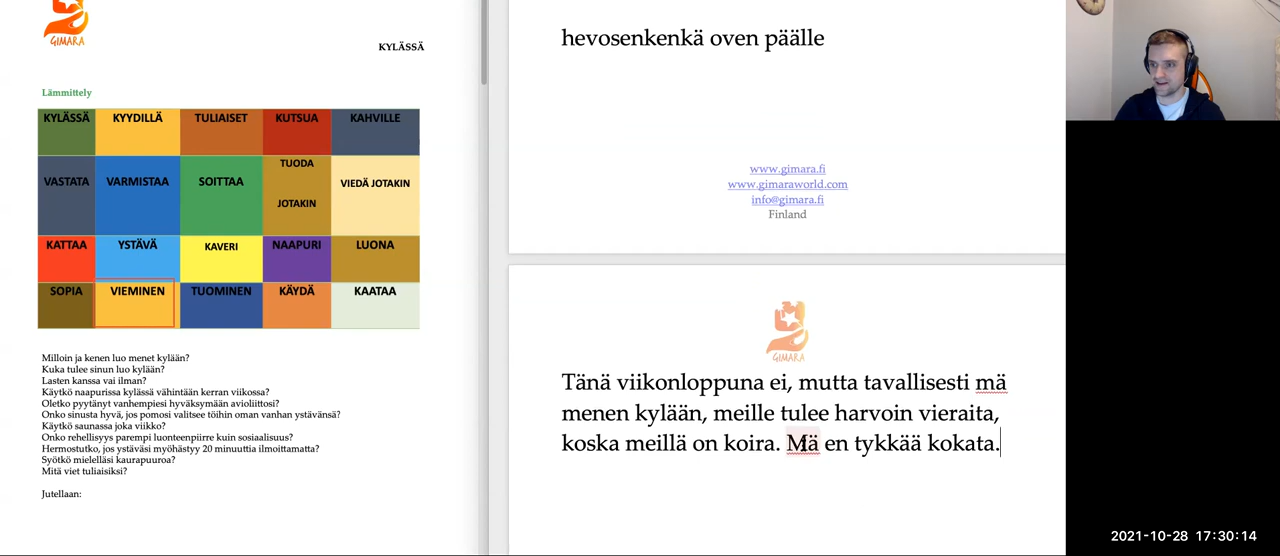 GIMARA
KYLÄSSÄ
Lämmittely
KYLÄSSÄ KYYDILLÄ TULIAISET KUTSUA KAHVILLE
VASTATA VARMISTAA SOITTAA TUODA JOTAKIN VIEDÄ JOTAKIN
KATTAA YSTÄVÄ KAVERI NAAPURI LUONA
SOPIA VIEMINEN TUOMINEN KÄYDÄ KAATAA
Milloin ja kenen luo menet kylään?
Kuka tulee sinun luo kylään?
Lasten kanssa vai ilman?
Käytkö naapurissa kylässä vähintään kerran viikossa?
Oletko pyytänyt vanhempiesi hyväksymään avioliittosi?
Onko sinusta hyvä, jos pomosi valitsee töihin oman vanhan ystävänsä?
Käytkö saunassa joka viikko?
Onko rehellisyys parempi luonteenpiirre kuin sosiaalisuus?
Hermostutko, jos ystäväsi myöhästyy 20 minuuttia ilmoittamatta?
Syötkö mielelläsi kaurapuuroa?
Mitä viet tuliaisiksi?
Jutellaan:
hevosenkenkä oven päälle
www.gimara.fi
www.gimaraworld.com
info@gimara.fi
Finland
GIMARA
Tänä viikonloppuna ei, mutta tavallisesti mä
menen kylään, meille tulee harvoin vieraita,
koska meillä on koira. Mä en tykkää kokata.
2021-10-28 17:30:14